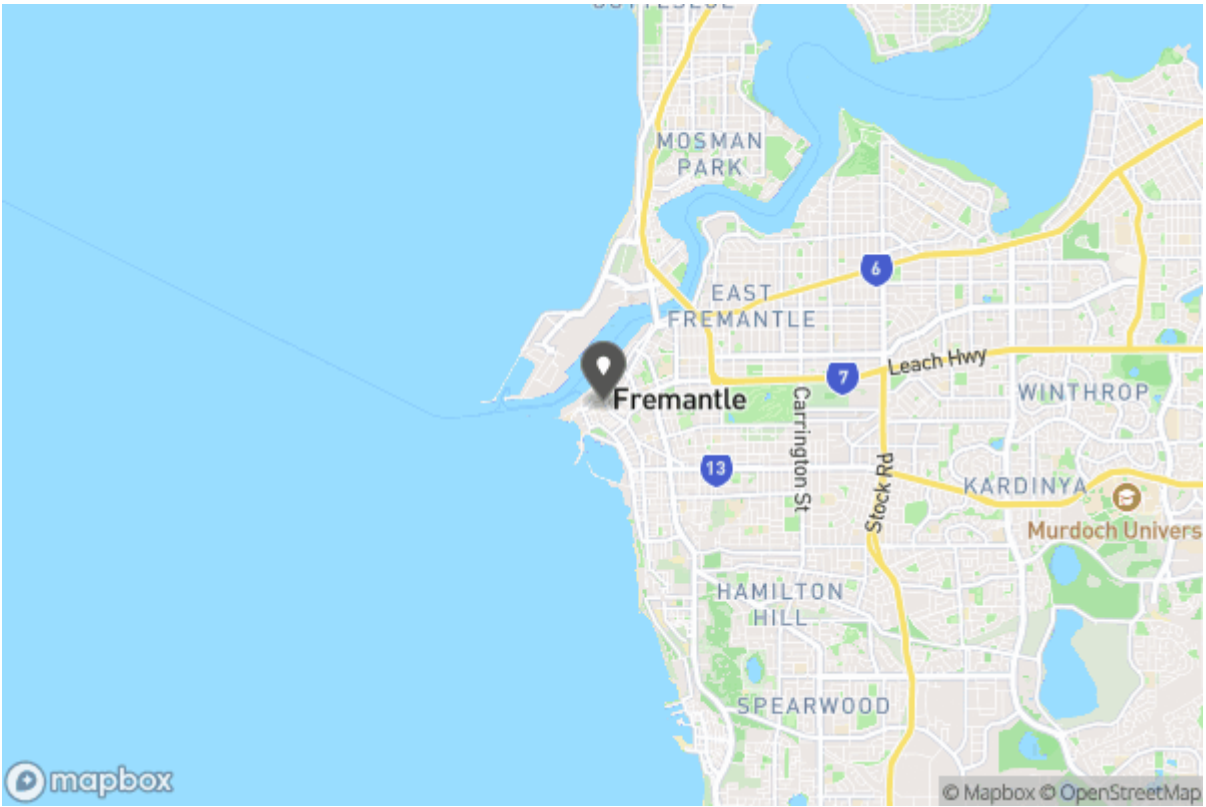 MOSMAN
PARK
6
EAST
FREMANTLE
Leach Hwy
7
WINTHROP
Fremantle
Carrington St
13
Stock Rd
KARDINYA
Murdoch Univers
HAMILTON
HILL
SPEARWOOD
mapbox
© Mapbox © OpenStreetMap